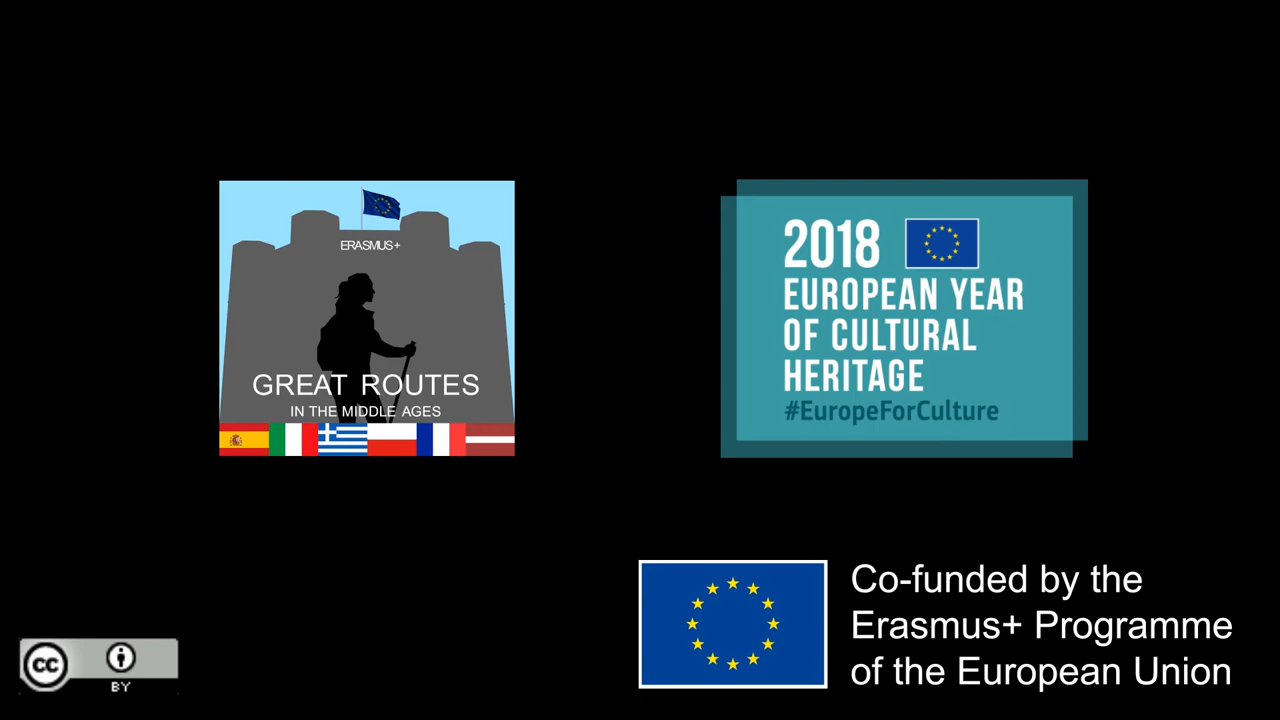 ERASMUS+
GREAT ROUTES
IN THE MIDDLE AGES
2018
EUROPEAN YEAR
OF CULTURAL
HERITAGE
#EuropeForCulture
Co-funded by the
Erasmus+ Programme
of the European Union
cc
BY